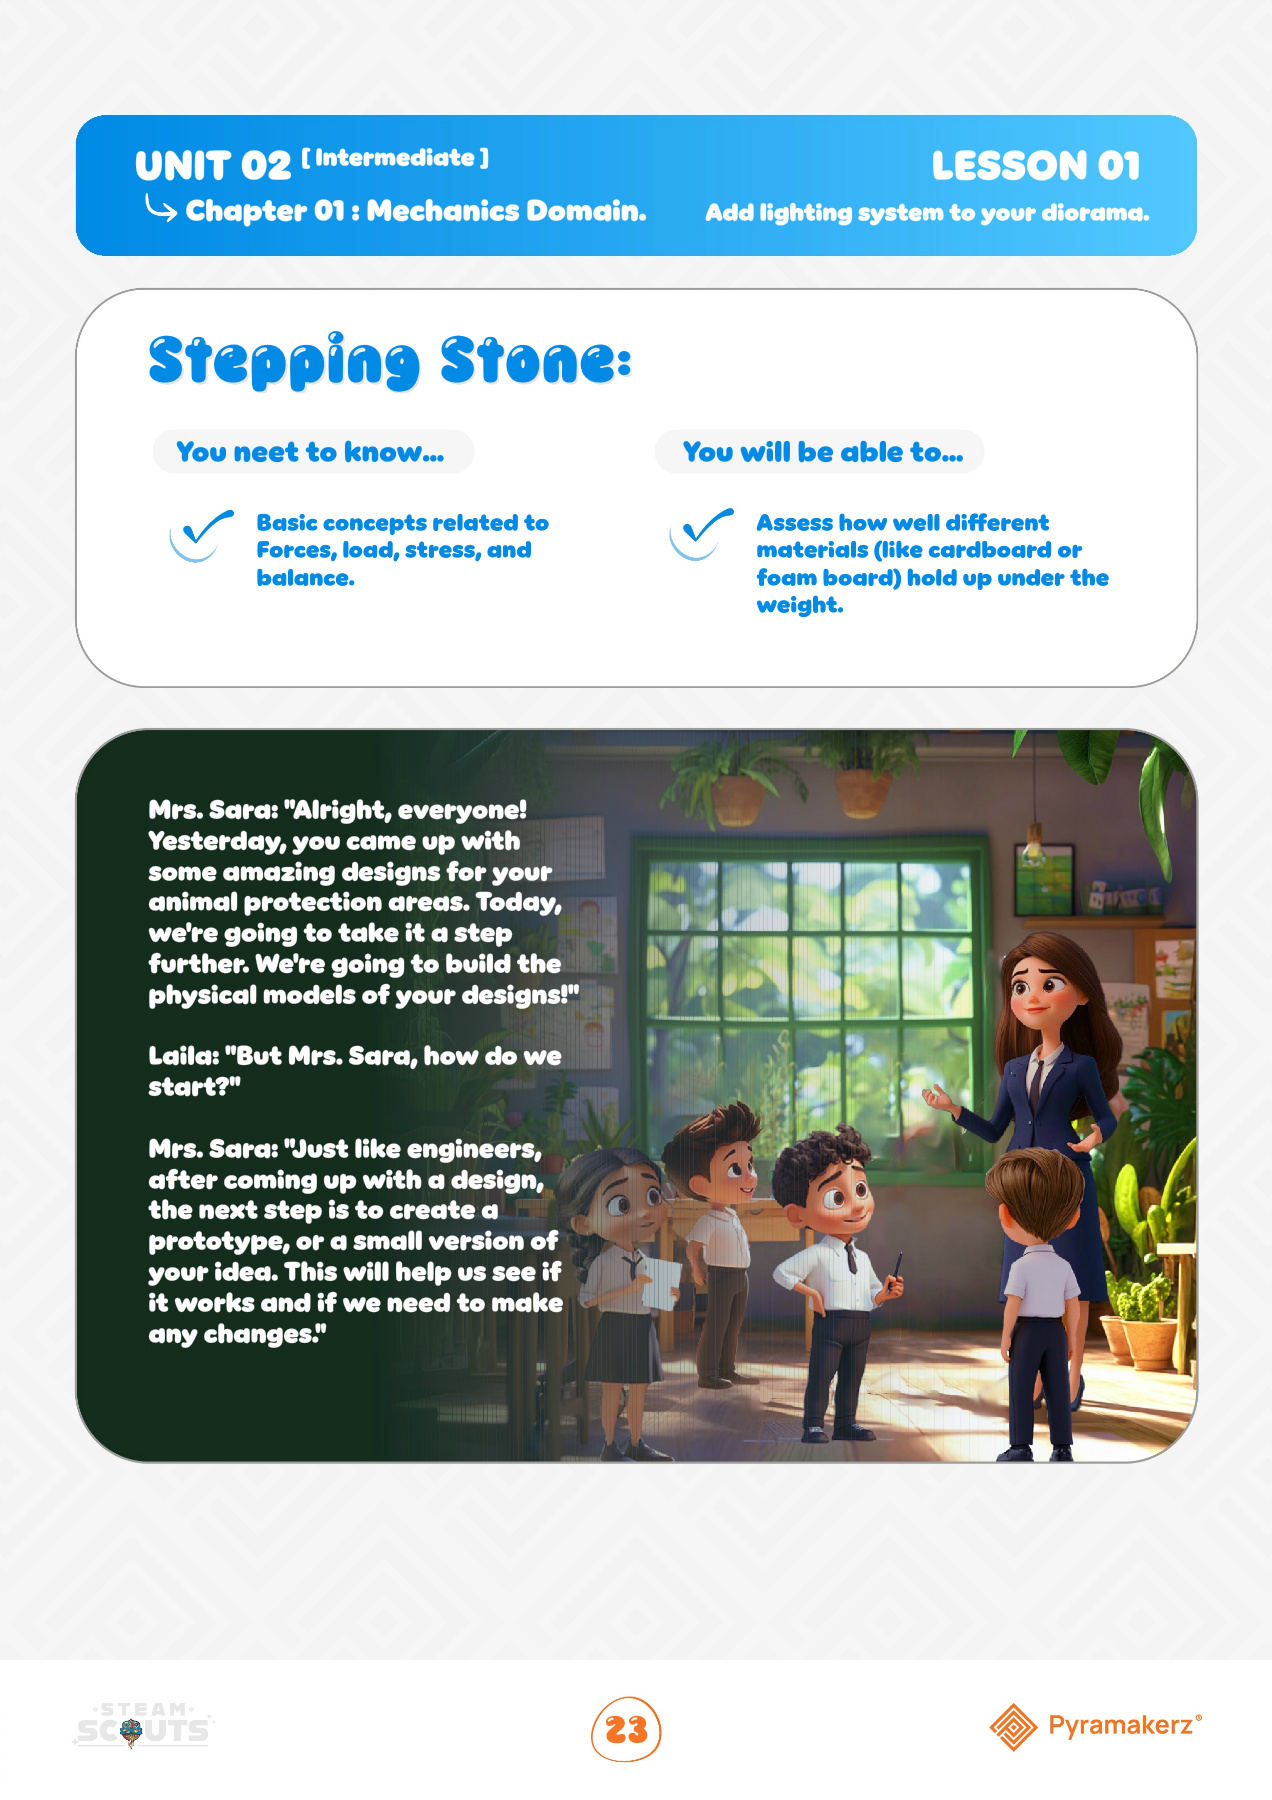 UNIT 02 [ Intermediate ]
Chapter 01 : Mechanics Domain.
LESSON 01
Add lighting system to your diorama.
Stepping Stone:
You neet to know...
Basic concepts related to
Forces, load, stress, and
balance.
You will be able to...
Assess how well different
materials (like cardboard or
foam board) hold up under the
weight.
Mrs. Sara: "Alright, everyone!
Yesterday, you came up with
some amazing designs for your
animal protection areas. Today,
we're going to take it a step
further. We're going to build the
physical models of your designs!"
Laila: "But Mrs. Sara, how do we
start?"
Mrs. Sara: "Just like engineers,
after coming up with a design,
the next step is to create a
prototype, or a small version of
your idea. This will help us see if
it works and if we need to make
any changes."
STEAM
SCOUTS
23
Pyramakerz®